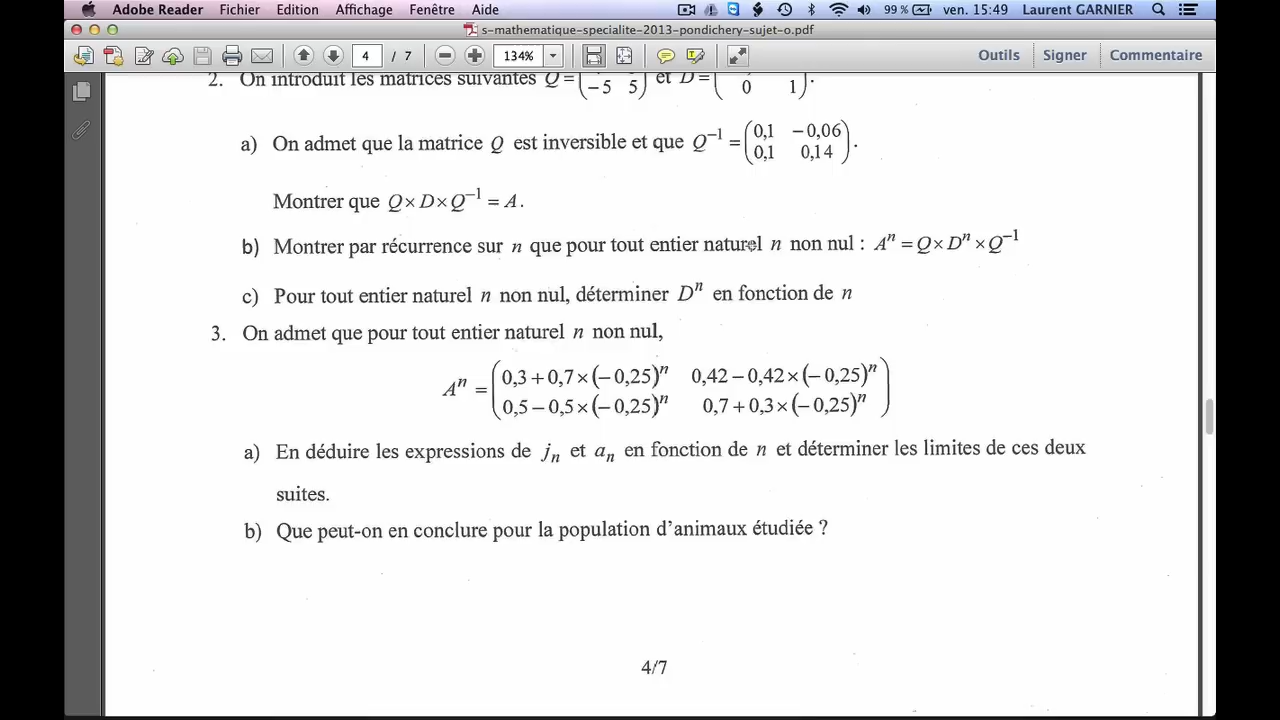 Adobe Reader Fichier Edition Affichage Fenêtre Aide 99 % ven. 15:49 Laurent GARNIER
s-mathematique-specialite-2013-pondichery-sujet-o.pdf
4 / 7 134% Outils Signer Commentaire
2. On introduit les matrices suivantes Q = ( −5 5 ) et D = ( 0 1 ).
a) On admet que la matrice Q est inversible et que Q⁻¹ = ( 0,1 −0,06
0,1 0,14 ).
Montrer que Q × D × Q⁻¹ = A.
b) Montrer par récurrence sur n que pour tout entier naturel n non nul : Aⁿ = Q × Dⁿ × Q⁻¹
c) Pour tout entier naturel n non nul, déterminer Dⁿ en fonction de n
3. On admet que pour tout entier naturel n non nul,
Aⁿ = ( 0,3 + 0,7 × (− 0,25)ⁿ 0,42 − 0,42 × (− 0,25)ⁿ
0,5 − 0,5 × (− 0,25)ⁿ 0,7 + 0,3 × (− 0,25)ⁿ )
a) En déduire les expressions de jₙ et aₙ en fonction de n et déterminer les limites de ces deux
suites.
b) Que peut-on en conclure pour la population d'animaux étudiée ?
4/7